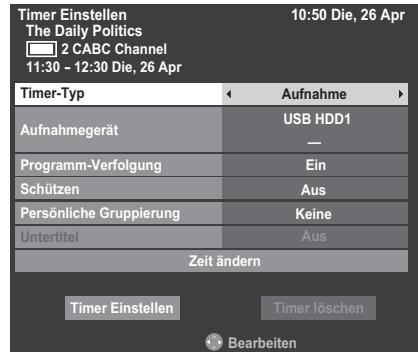 Timer Einstellen 10:50 Die, 26 Apr
The Daily Politics
2 CABC Channel
11:30 - 12:30 Die, 26 Apr
Timer-Typ Aufnahme
Aufnahmegerät USB HDD1
—
Programm-Verfolgung Ein
Schützen Aus
Persönliche Gruppierung Keine
Untertitel Aus
Zeit ändern
Timer Einstellen Timer löschen
Bearbeiten